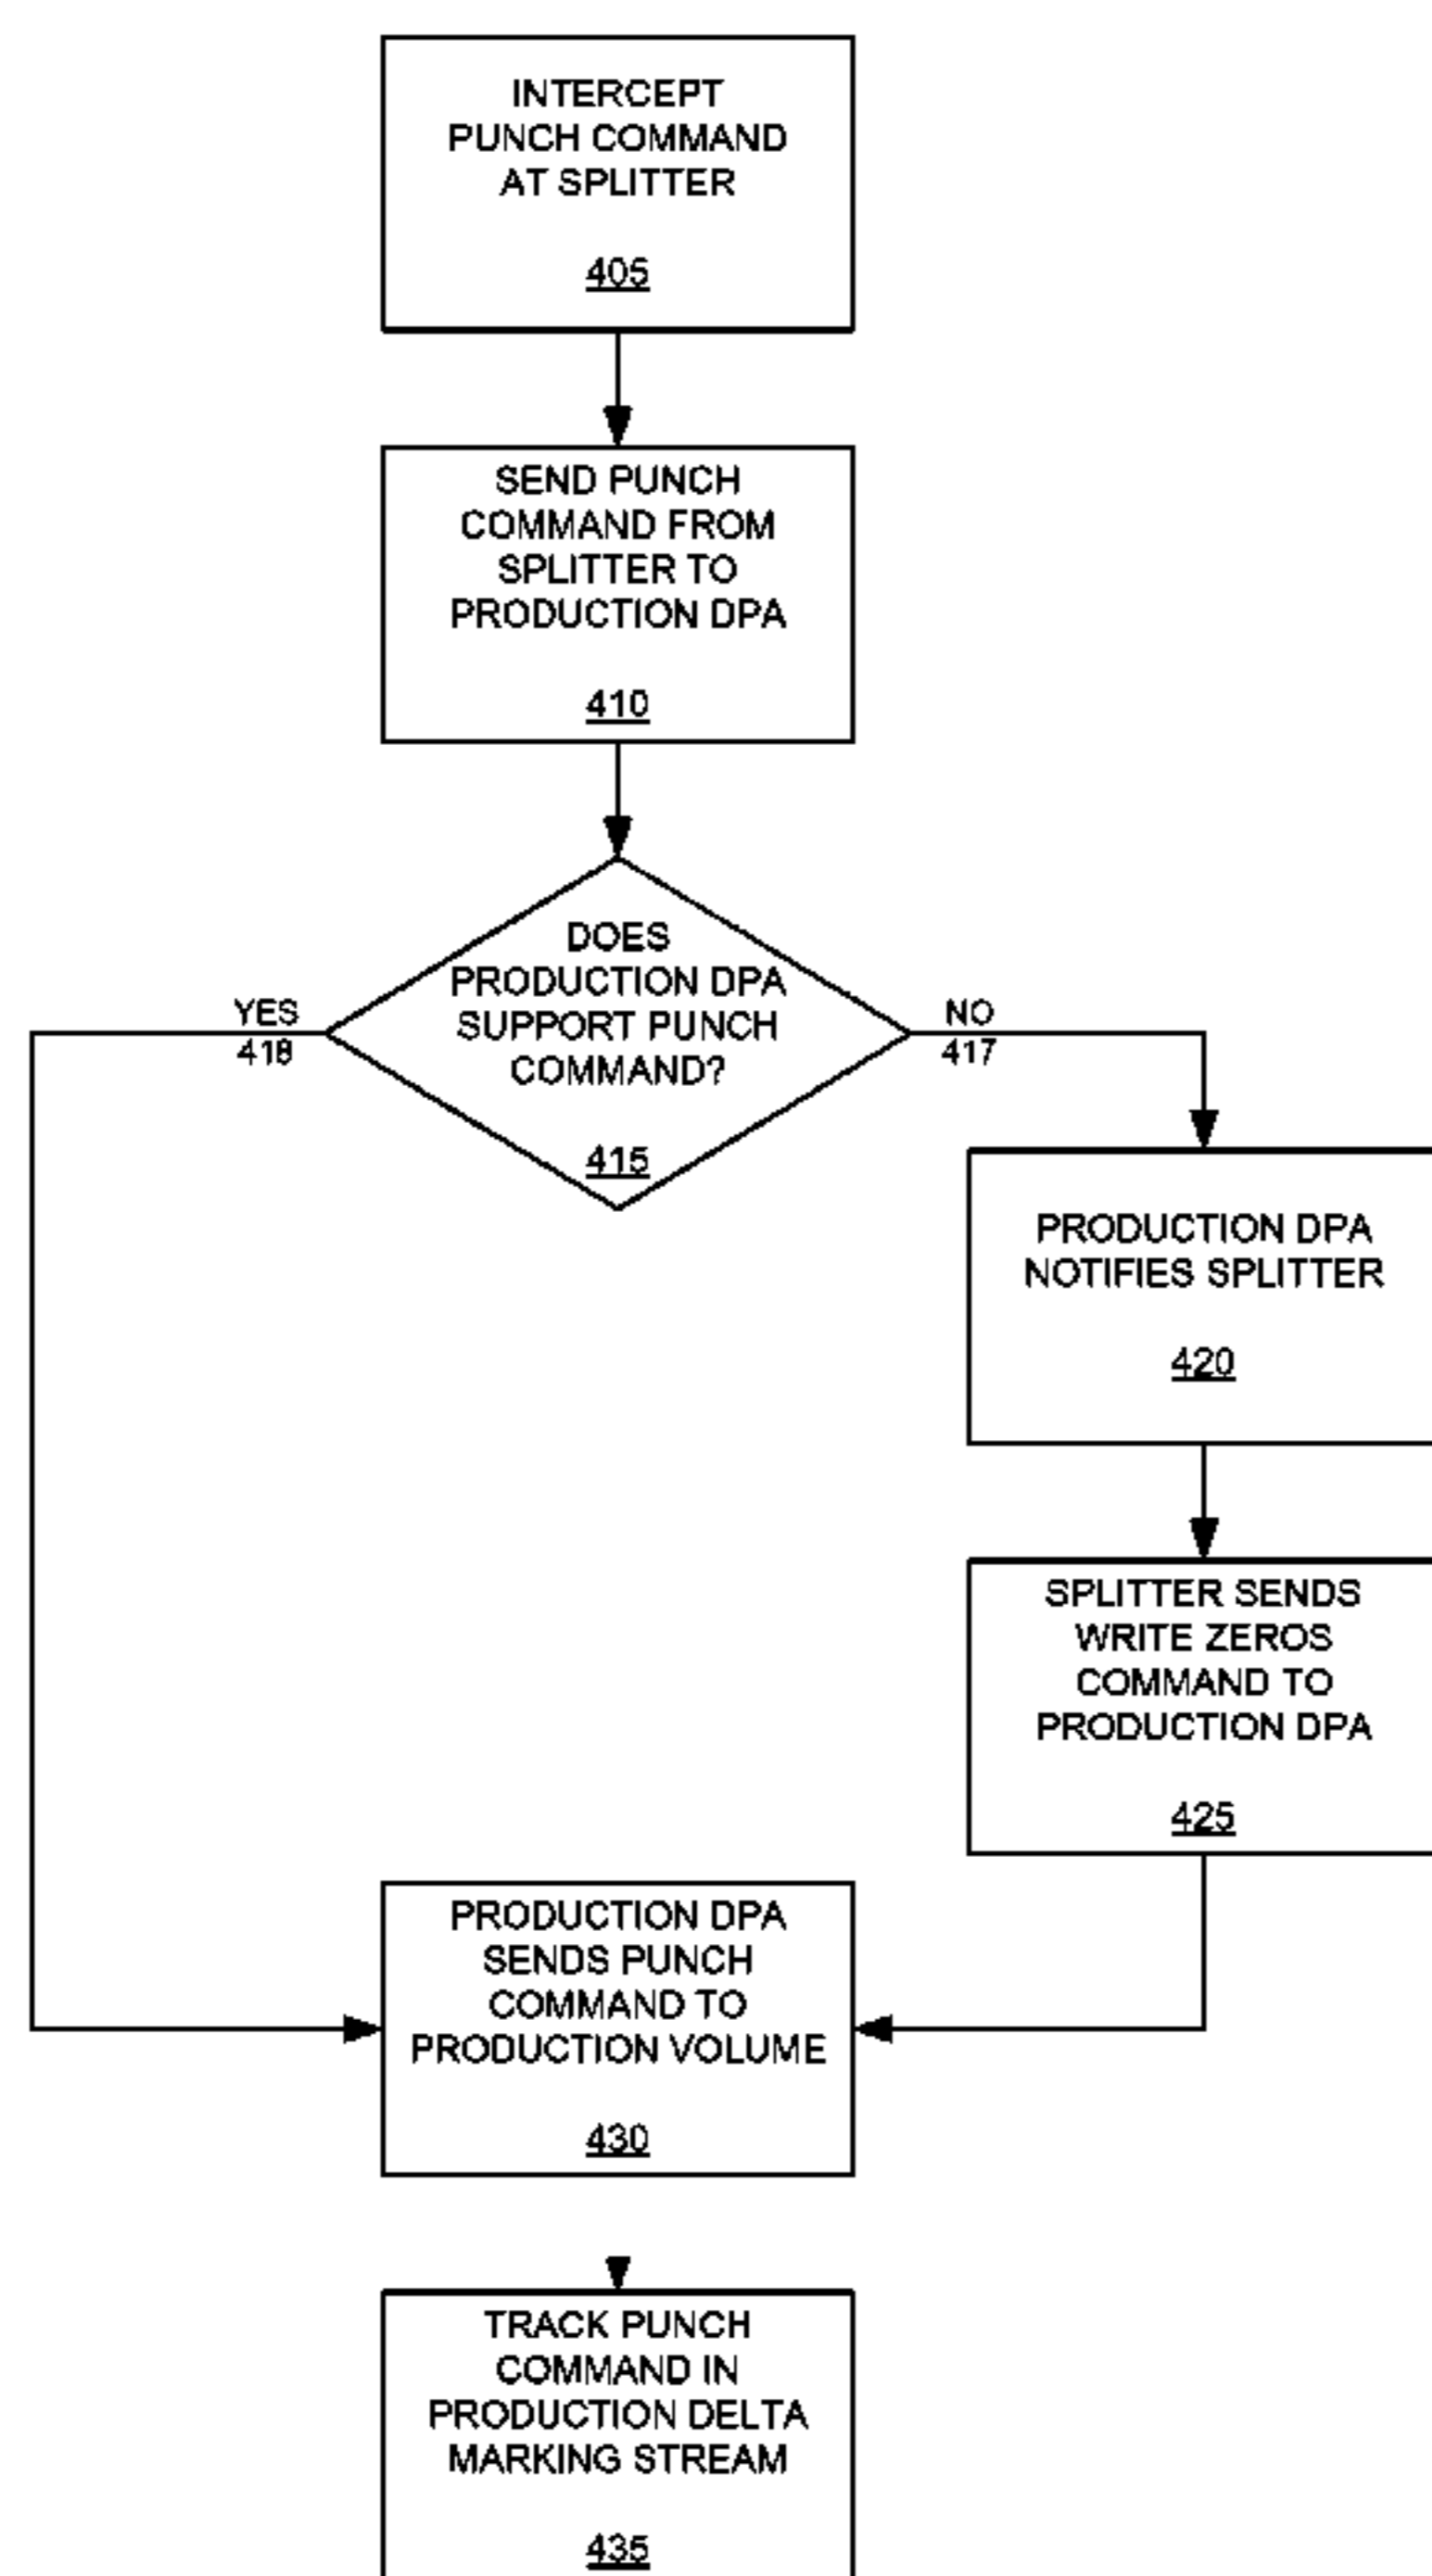 INTERCEPT
PUNCH COMMAND
AT SPLITTER
405
SEND PUNCH
COMMAND FROM
SPLITTER TO
PRODUCTION DPA
410
DOES
PRODUCTION DPA
SUPPORT PUNCH
COMMAND?
415
YES
418
NO
417
PRODUCTION DPA
NOTIFIES SPLITTER
420
SPLITTER SENDS
WRITE ZEROS
COMMAND TO
PRODUCTION DPA
425
PRODUCTION DPA
SENDS PUNCH
COMMAND TO
PRODUCTION VOLUME
430
TRACK PUNCH
COMMAND IN
PRODUCTION DELTA
MARKING STREAM
435